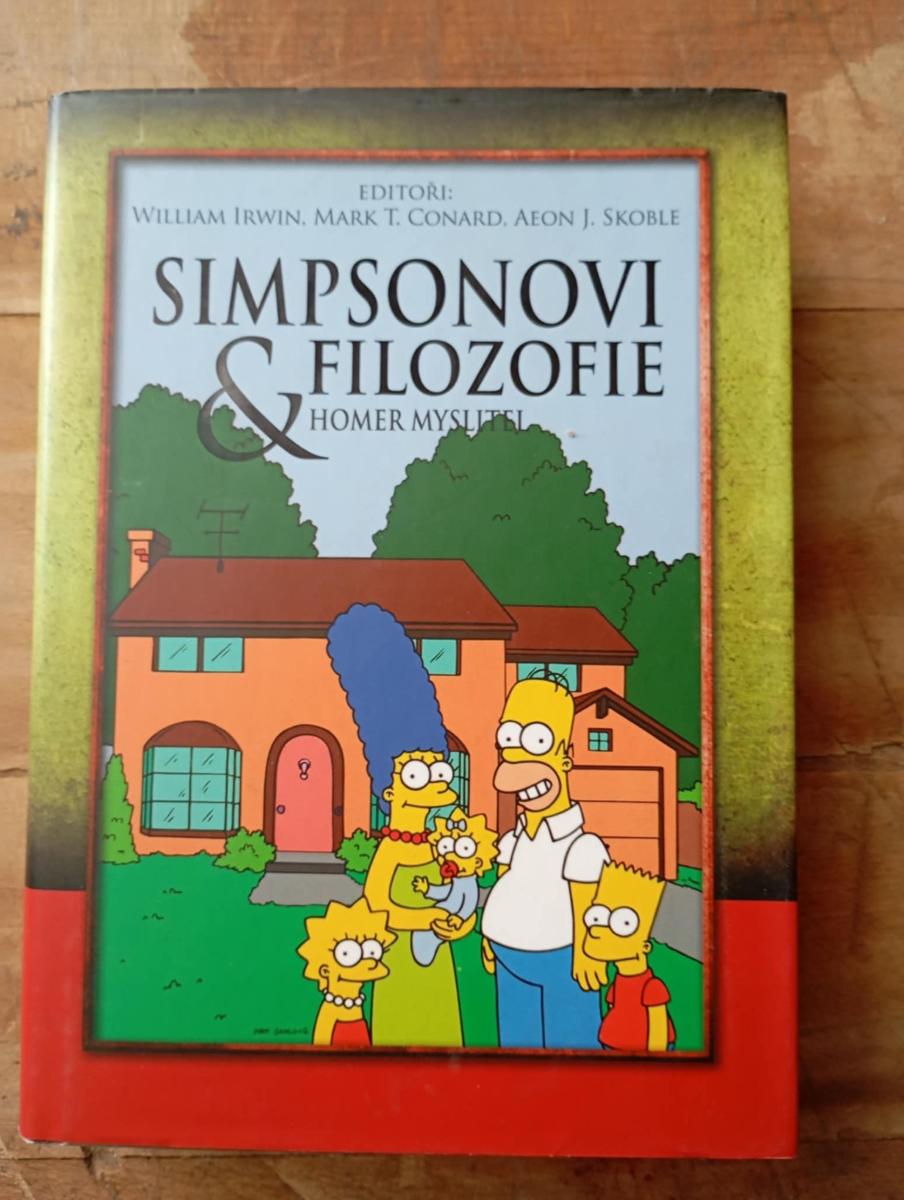 EDITOŘI:
WILLIAM IRWIN, MARK T. CONARD, AEON J. SKOBLE
SIMPSONOVI
& FILOZOFIE
HOMER MYSLITEL